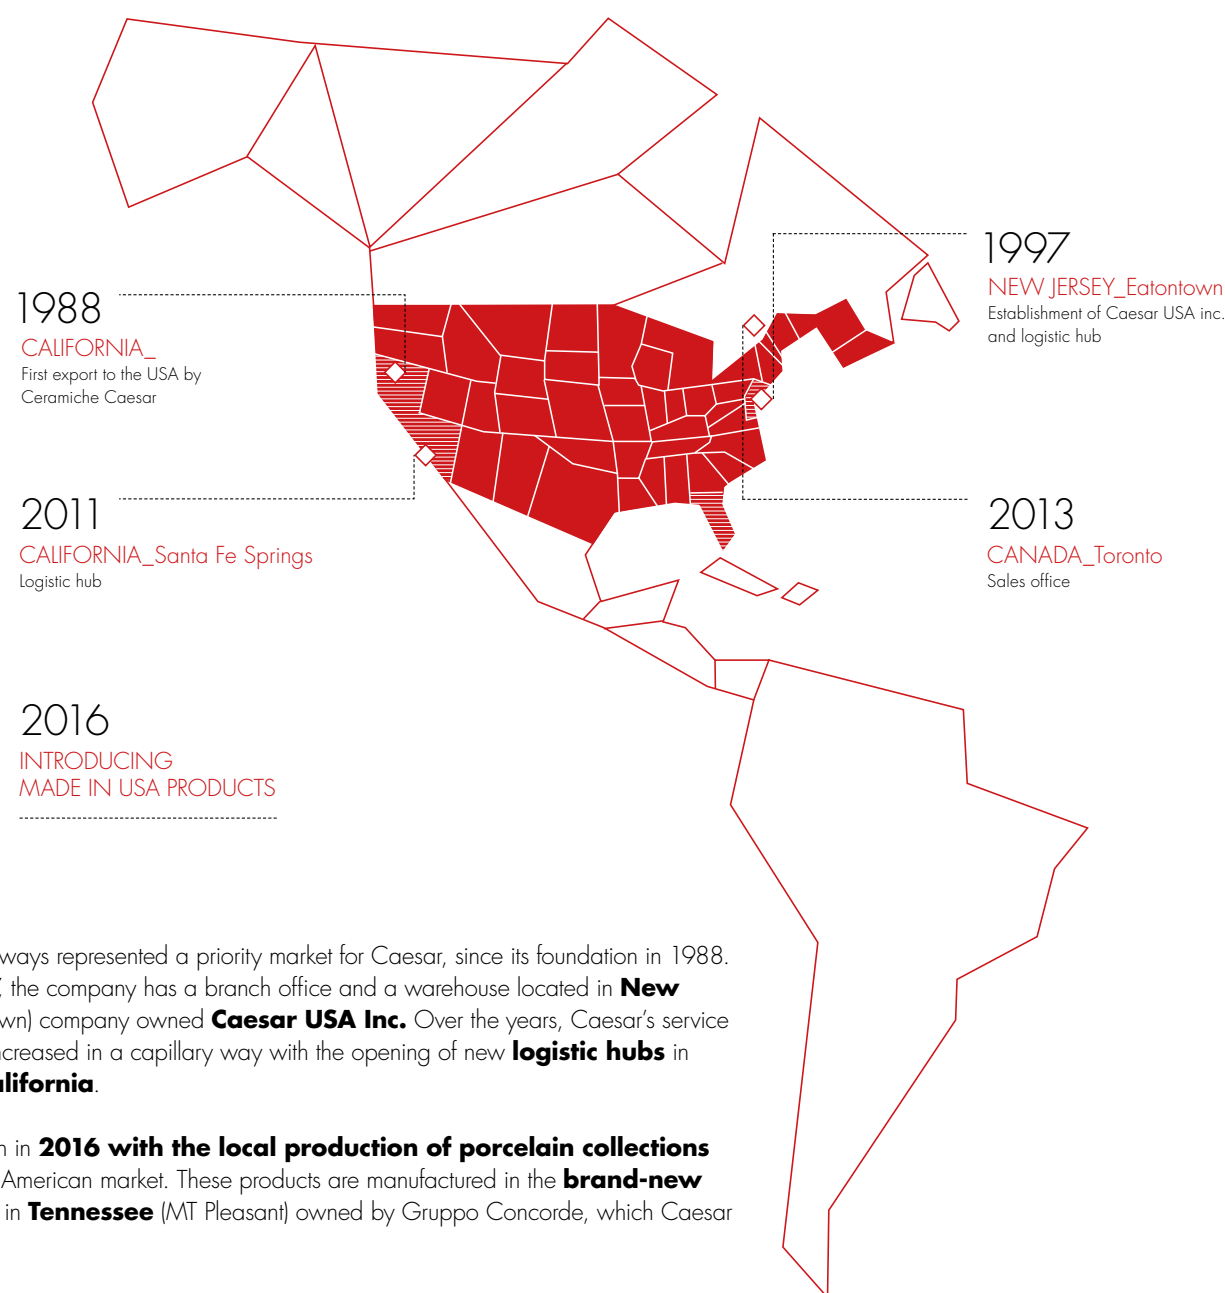 1988
CALIFORNIA_
First export to the USA by
Ceramiche Caesar
1997
NEW JERSEY_Eatontown
Establishment of Caesar USA inc.
and logistic hub
2011
CALIFORNIA_Santa Fe Springs
Logistic hub
2013
CANADA_Toronto
Sales office
2016
INTRODUCING
MADE IN USA PRODUCTS
ways represented a priority market for Caesar, since its foundation in 1988.
, the company has a branch office and a warehouse located in New
wn) company owned Caesar USA Inc. Over the years, Caesar's service
ncreased in a capillary way with the opening of new logistic hubs in
alifornia.
n in 2016 with the local production of porcelain collections
American market. These products are manufactured in the brand-new
in Tennessee (MT Pleasant) owned by Gruppo Concorde, which Caesar